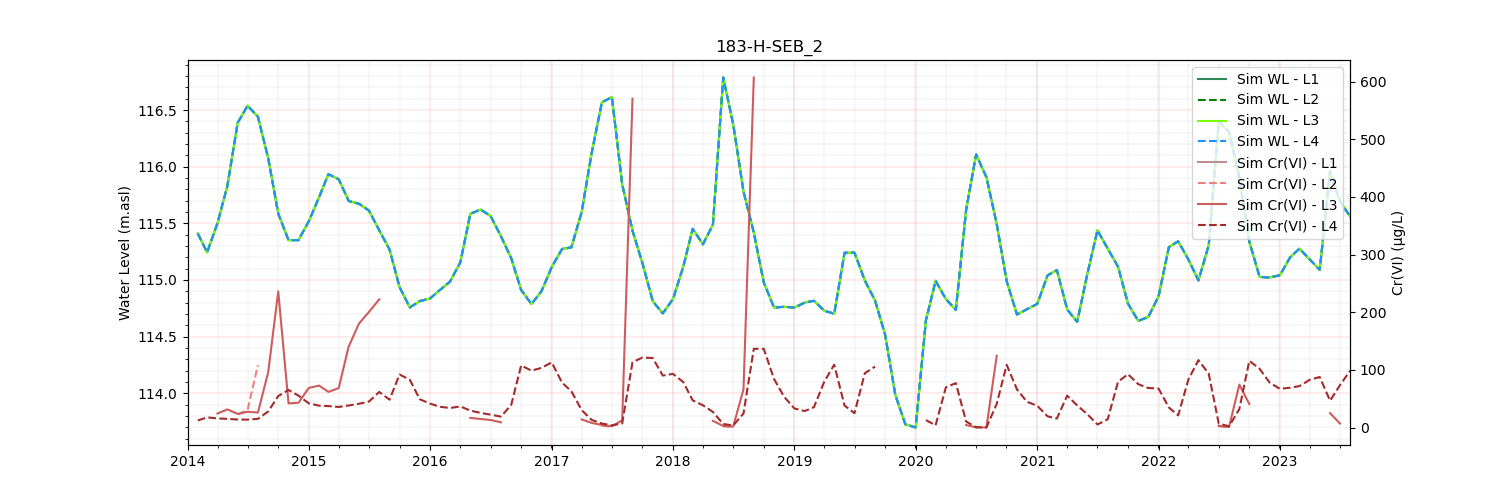 183-H-SEB_2
Water Level (m.asl)
116.5
116.0
115.5
115.0
114.5
114.0
Sim WL - L1
Sim WL - L2
Sim WL - L3
Sim WL - L4
Sim Cr(VI) - L1
Sim Cr(VI) - L2
Sim Cr(VI) - L3
Sim Cr(VI) - L4
600
500
400
300
200
100
0
Cr(VI) (µg/L)
2014 2015 2016 2017 2018 2019 2020 2021 2022 2023